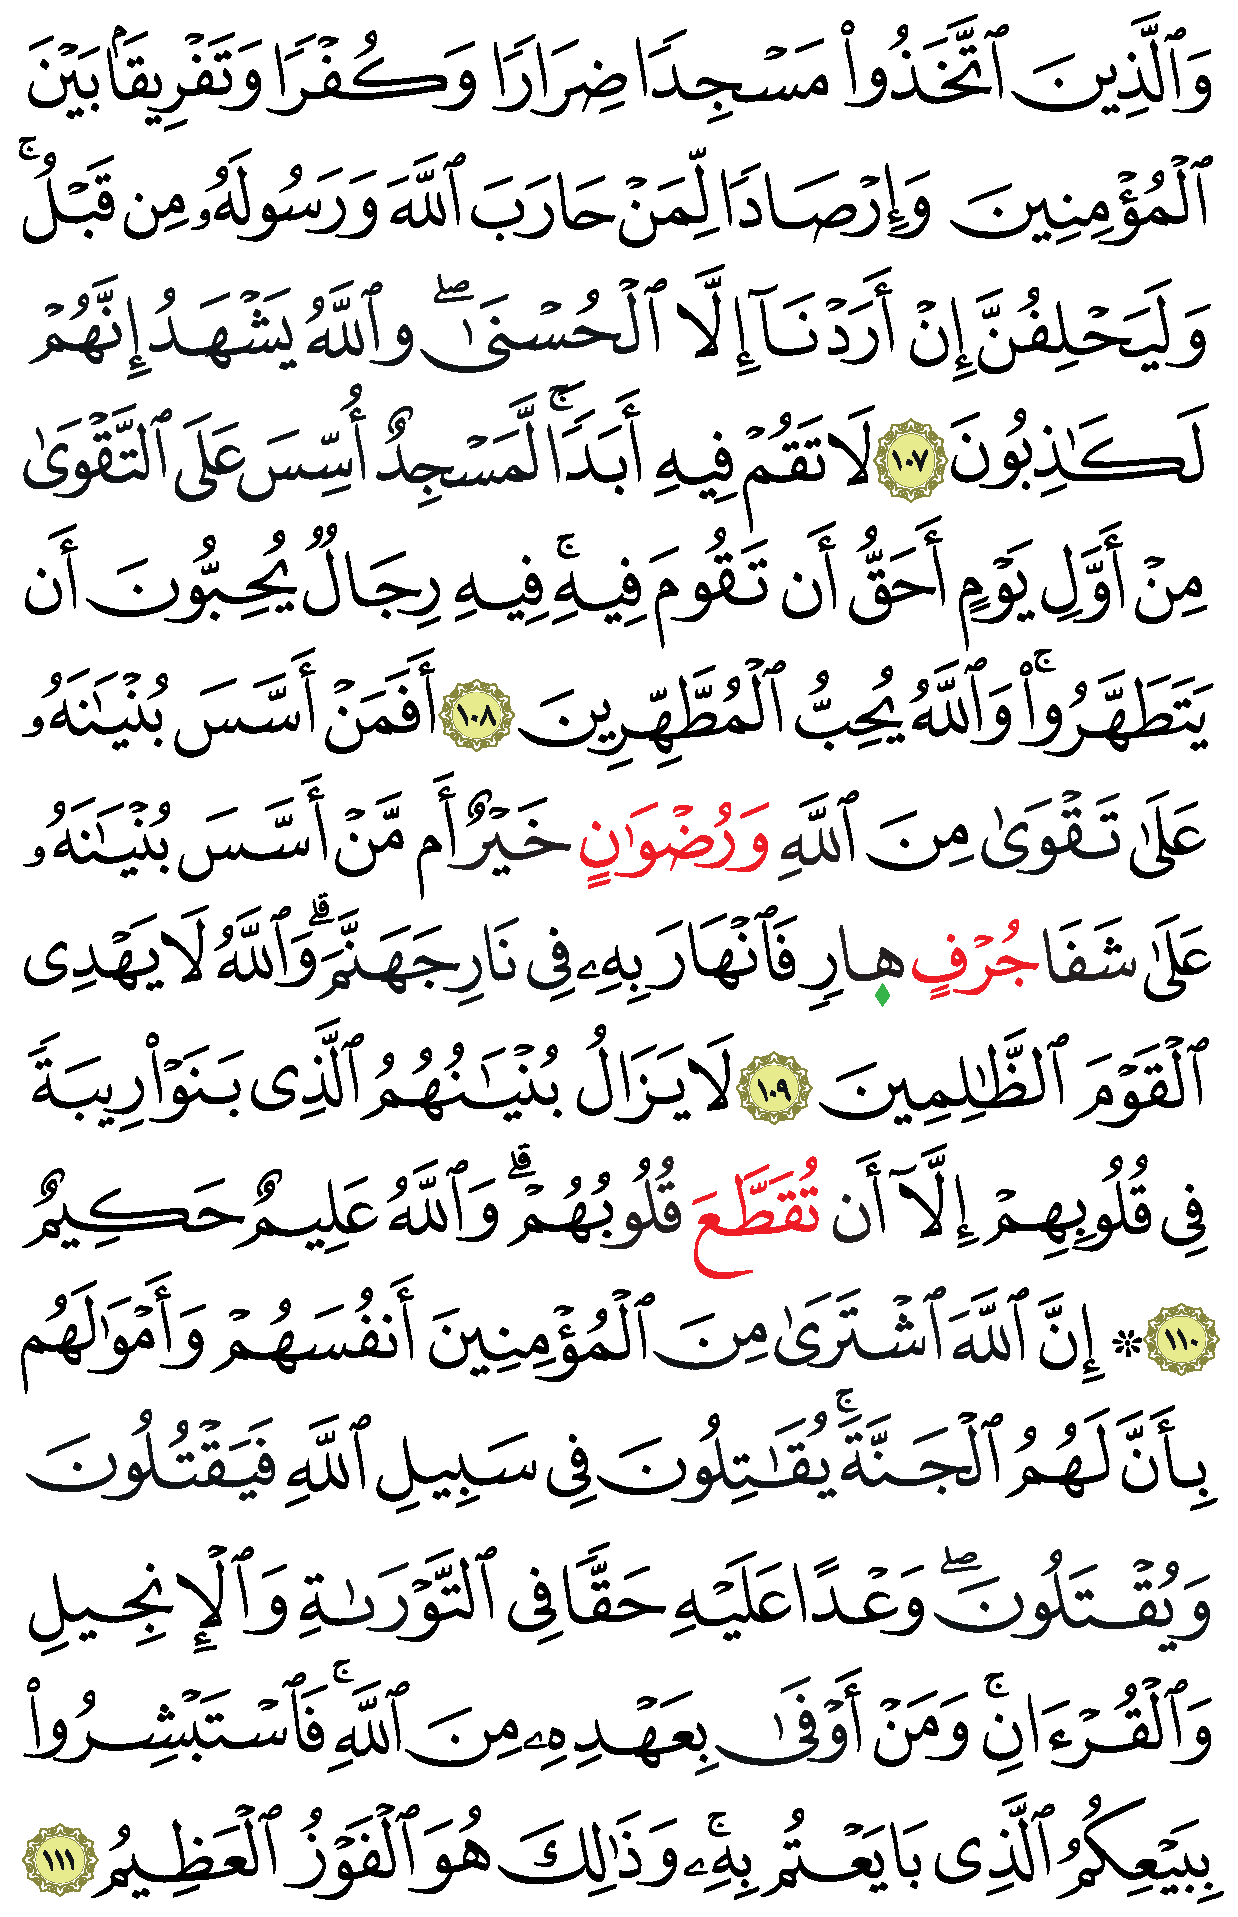 وَٱلَّذِينَ ٱتَّخَذُوا۟ مَسْجِدًا ضِرَارًا وَكُفْرًا وَتَفْرِيقَۢا بَيْنَ
ٱلْمُؤْمِنِينَ وَإِرْصَادًا لِّمَنْ حَارَبَ ٱللَّهَ وَرَسُولَهُۥ مِن قَبْلُ ۚ
وَلَيَحْلِفُنَّ إِنْ أَرَدْنَآ إِلَّا ٱلْحُسْنَىٰ ۖ وَٱللَّهُ يَشْهَدُ إِنَّهُمْ
لَكَـٰذِبُونَ ١٠٧ لَا تَقُمْ فِيهِ أَبَدًا ۚ لَّمَسْجِدٌ أُسِّسَ عَلَى ٱلتَّقْوَىٰ
مِنْ أَوَّلِ يَوْمٍ أَحَقُّ أَن تَقُومَ فِيهِ ۚ فِيهِ رِجَالٌ يُحِبُّونَ أَن
يَتَطَهَّرُوا۟ ۚ وَٱللَّهُ يُحِبُّ ٱلْمُطَّهِّرِينَ ١٠٨ أَفَمَنْ أَسَّسَ بُنْيَـٰنَهُۥ
عَلَىٰ تَقْوَىٰ مِنَ ٱللَّهِ وَرُضْوَٰنٍ خَيْرٌ أَم مَّنْ أَسَّسَ بُنْيَـٰنَهُۥ
عَلَىٰ شَفَا جُرْفٍ هِارٍ فَٱنْهَارَ بِهِۦ فِى نَارِ جَهَنَّمَ ۗ وَٱللَّهُ لَا يَهْدِى
ٱلْقَوْمَ ٱلظَّـٰلِمِينَ ١٠٩ لَا يَزَالُ بُنْيَـٰنُهُمُ ٱلَّذِى بَنَوْا۟ رِيبَةً
فِى قُلُوبِهِمْ إِلَّآ أَن تُقَطَّعَ قُلُوبُهُمْ ۗ وَٱللَّهُ عَلِيمٌ حَكِيمٌ
١١٠ ۞ إِنَّ ٱللَّهَ ٱشْتَرَىٰ مِنَ ٱلْمُؤْمِنِينَ أَنفُسَهُمْ وَأَمْوَٰلَهُم
بِأَنَّ لَهُمُ ٱلْجَنَّةَ ۚ يُقَـٰتِلُونَ فِى سَبِيلِ ٱللَّهِ فَيَقْتُلُونَ
وَيُقْتَلُونَ ۖ وَعْدًا عَلَيْهِ حَقًّا فِى ٱلتَّوْرَىٰةِ وَٱلْإِنجِيلِ
وَٱلْقُرْءَانِ ۚ وَمَنْ أَوْفَىٰ بِعَهْدِهِۦ مِنَ ٱللَّهِ ۚ فَٱسْتَبْشِرُوا۟
بِبَيْعِكُمُ ٱلَّذِى بَايَعْتُم بِهِۦ ۚ وَذَٰلِكَ هُوَ ٱلْفَوْزُ ٱلْعَظِيمُ ١١١